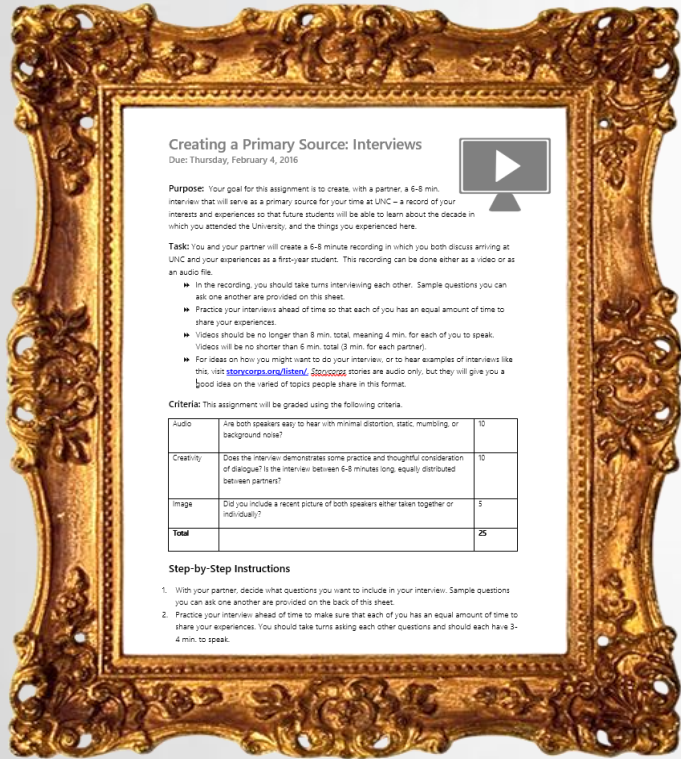 Creating a Primary Source: Interviews
Due: Thursday, February 4, 2016
Purpose: Your goal for this assignment is to create, with a partner, a 6-8 min.
interview that will serve as a primary source for your time at UNC – a record of your
interests and experiences so that future students will be able to learn about the decade in
which you attended the University, and the things you experienced here.
Task: You and your partner will create a 6-8 minute recording in which you both discuss arriving at
UNC and your experiences as a first-year student. This recording can be done either as a video or as
an audio file.
In the recording, you should take turns interviewing each other. Sample questions you can
ask one another are provided on this sheet.
Practice your interviews ahead of time so that each of you has an equal amount of time to
share your experiences.
Videos should be no longer than 8 min. total, meaning 4 min. for each of you to speak.
Videos will be no shorter than 6 min. total (3 min. for each partner).
For ideas on how you might want to do your interview, or to hear examples of interviews like
this, visit storycorps.org/listen/. Storycorps stories are audio only, but they will give you a
good idea on the varied of topics people share in this format.
Criteria: This assignment will be graded using the following criteria.
Audio Are both speakers easy to hear with minimal distortion, static, mumbling, or 10
background noise?
Creativity Does the interview demonstrates some practice and thoughtful consideration 10
of dialogue? Is the interview between 6-8 minutes long, equally distributed
between partners?
Image Did you include a recent picture of both speakers either taken together or 5
individually?
Total 25
Step-by-Step Instructions
1. With your partner, decide what questions you want to include in your interview. Sample questions
you can ask one another are provided on the back of this sheet.
2. Practice your interview ahead of time to make sure that each of you has an equal amount of time to
share your experiences. You should take turns asking each other questions and should each have 3-
4 min. to speak.